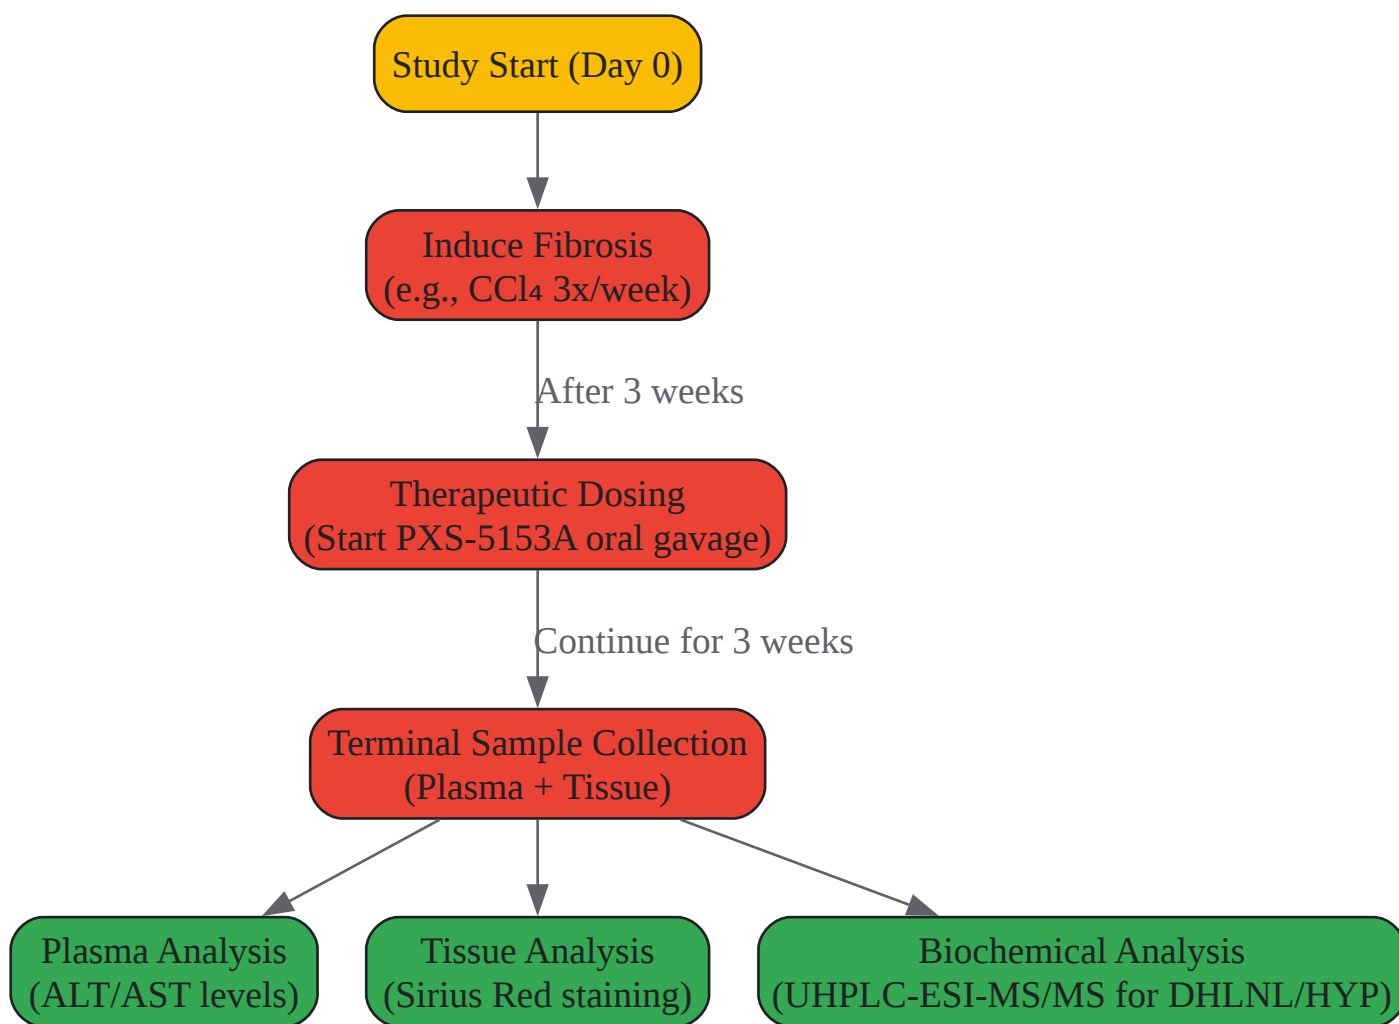 Study Start (Day 0)
Induce Fibrosis
(e.g., CCl₄ 3x/week)
After 3 weeks
Therapeutic Dosing
(Start PXS-5153A oral gavage)
Continue for 3 weeks
Terminal Sample Collection
(Plasma + Tissue)
Plasma Analysis
(ALT/AST levels)
Tissue Analysis
(Sirius Red staining)
Biochemical Analysis
(UHPLC-ESI-MS/MS for DHLNL/HYP)